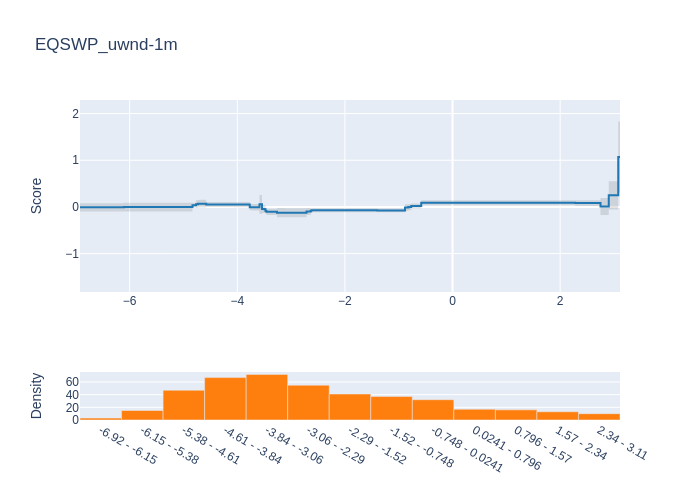 EQSWP_uwnd-1m
Score
2
1
0
−1
−6
−4
−2
0
2
Density
60
40
20
0
-6.92 - -6.15
-6.15 - -5.38
-5.38 - -4.61
-4.61 - -3.84
-3.84 - -3.06
-3.06 - -2.29
-2.29 - -1.52
-1.52 - -0.748
-0.748 - 0.0241
0.0241 - 0.796
0.796 - 1.57
1.57 - 2.34
2.34 - 3.11